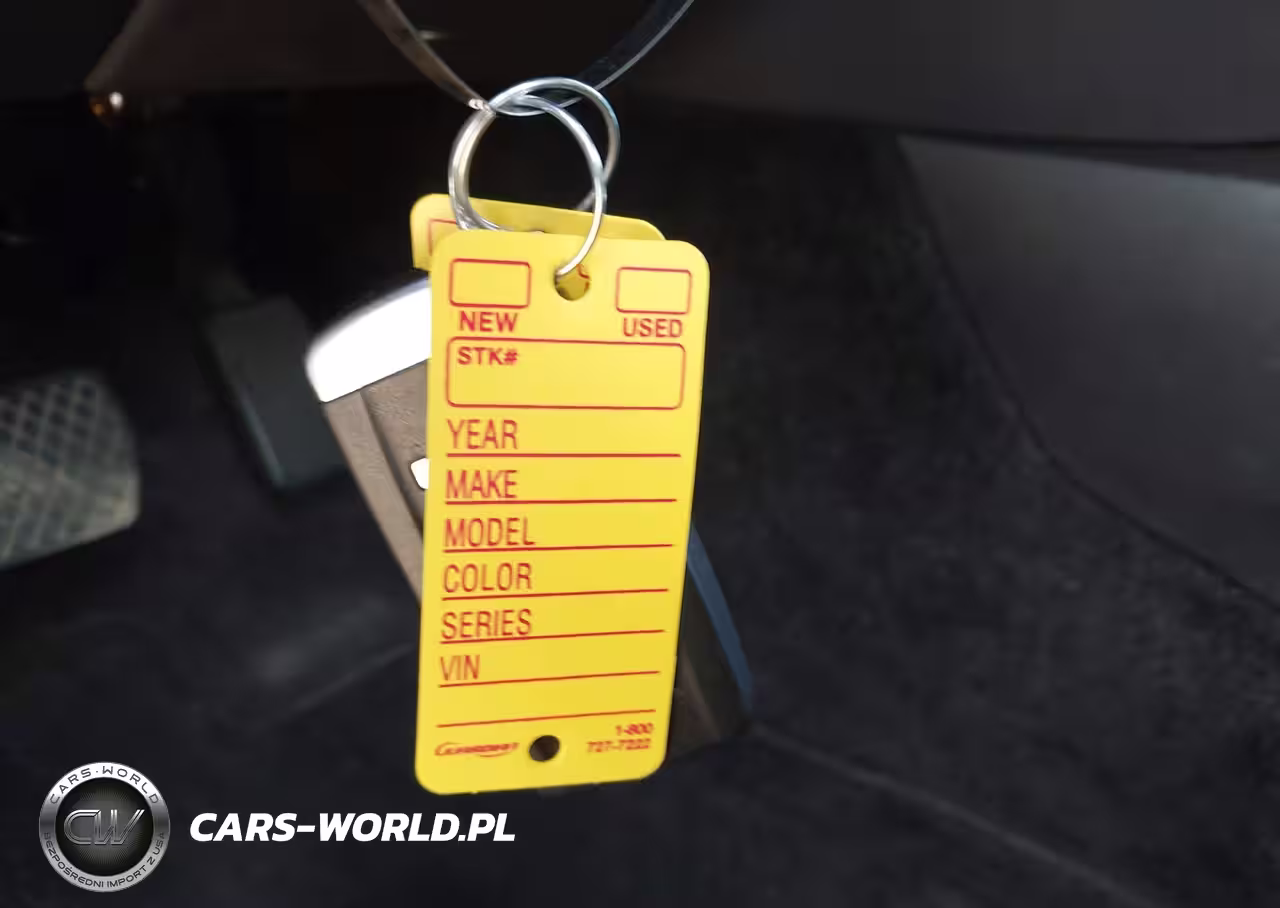 NEW USED
STK#
YEAR
MAKE
MODEL
COLOR
SERIES
VIN
1-800
727-7222
CARS-WORLD
CW
BEZPOŚREDNI IMPORT Z USA
CARS-WORLD.PL